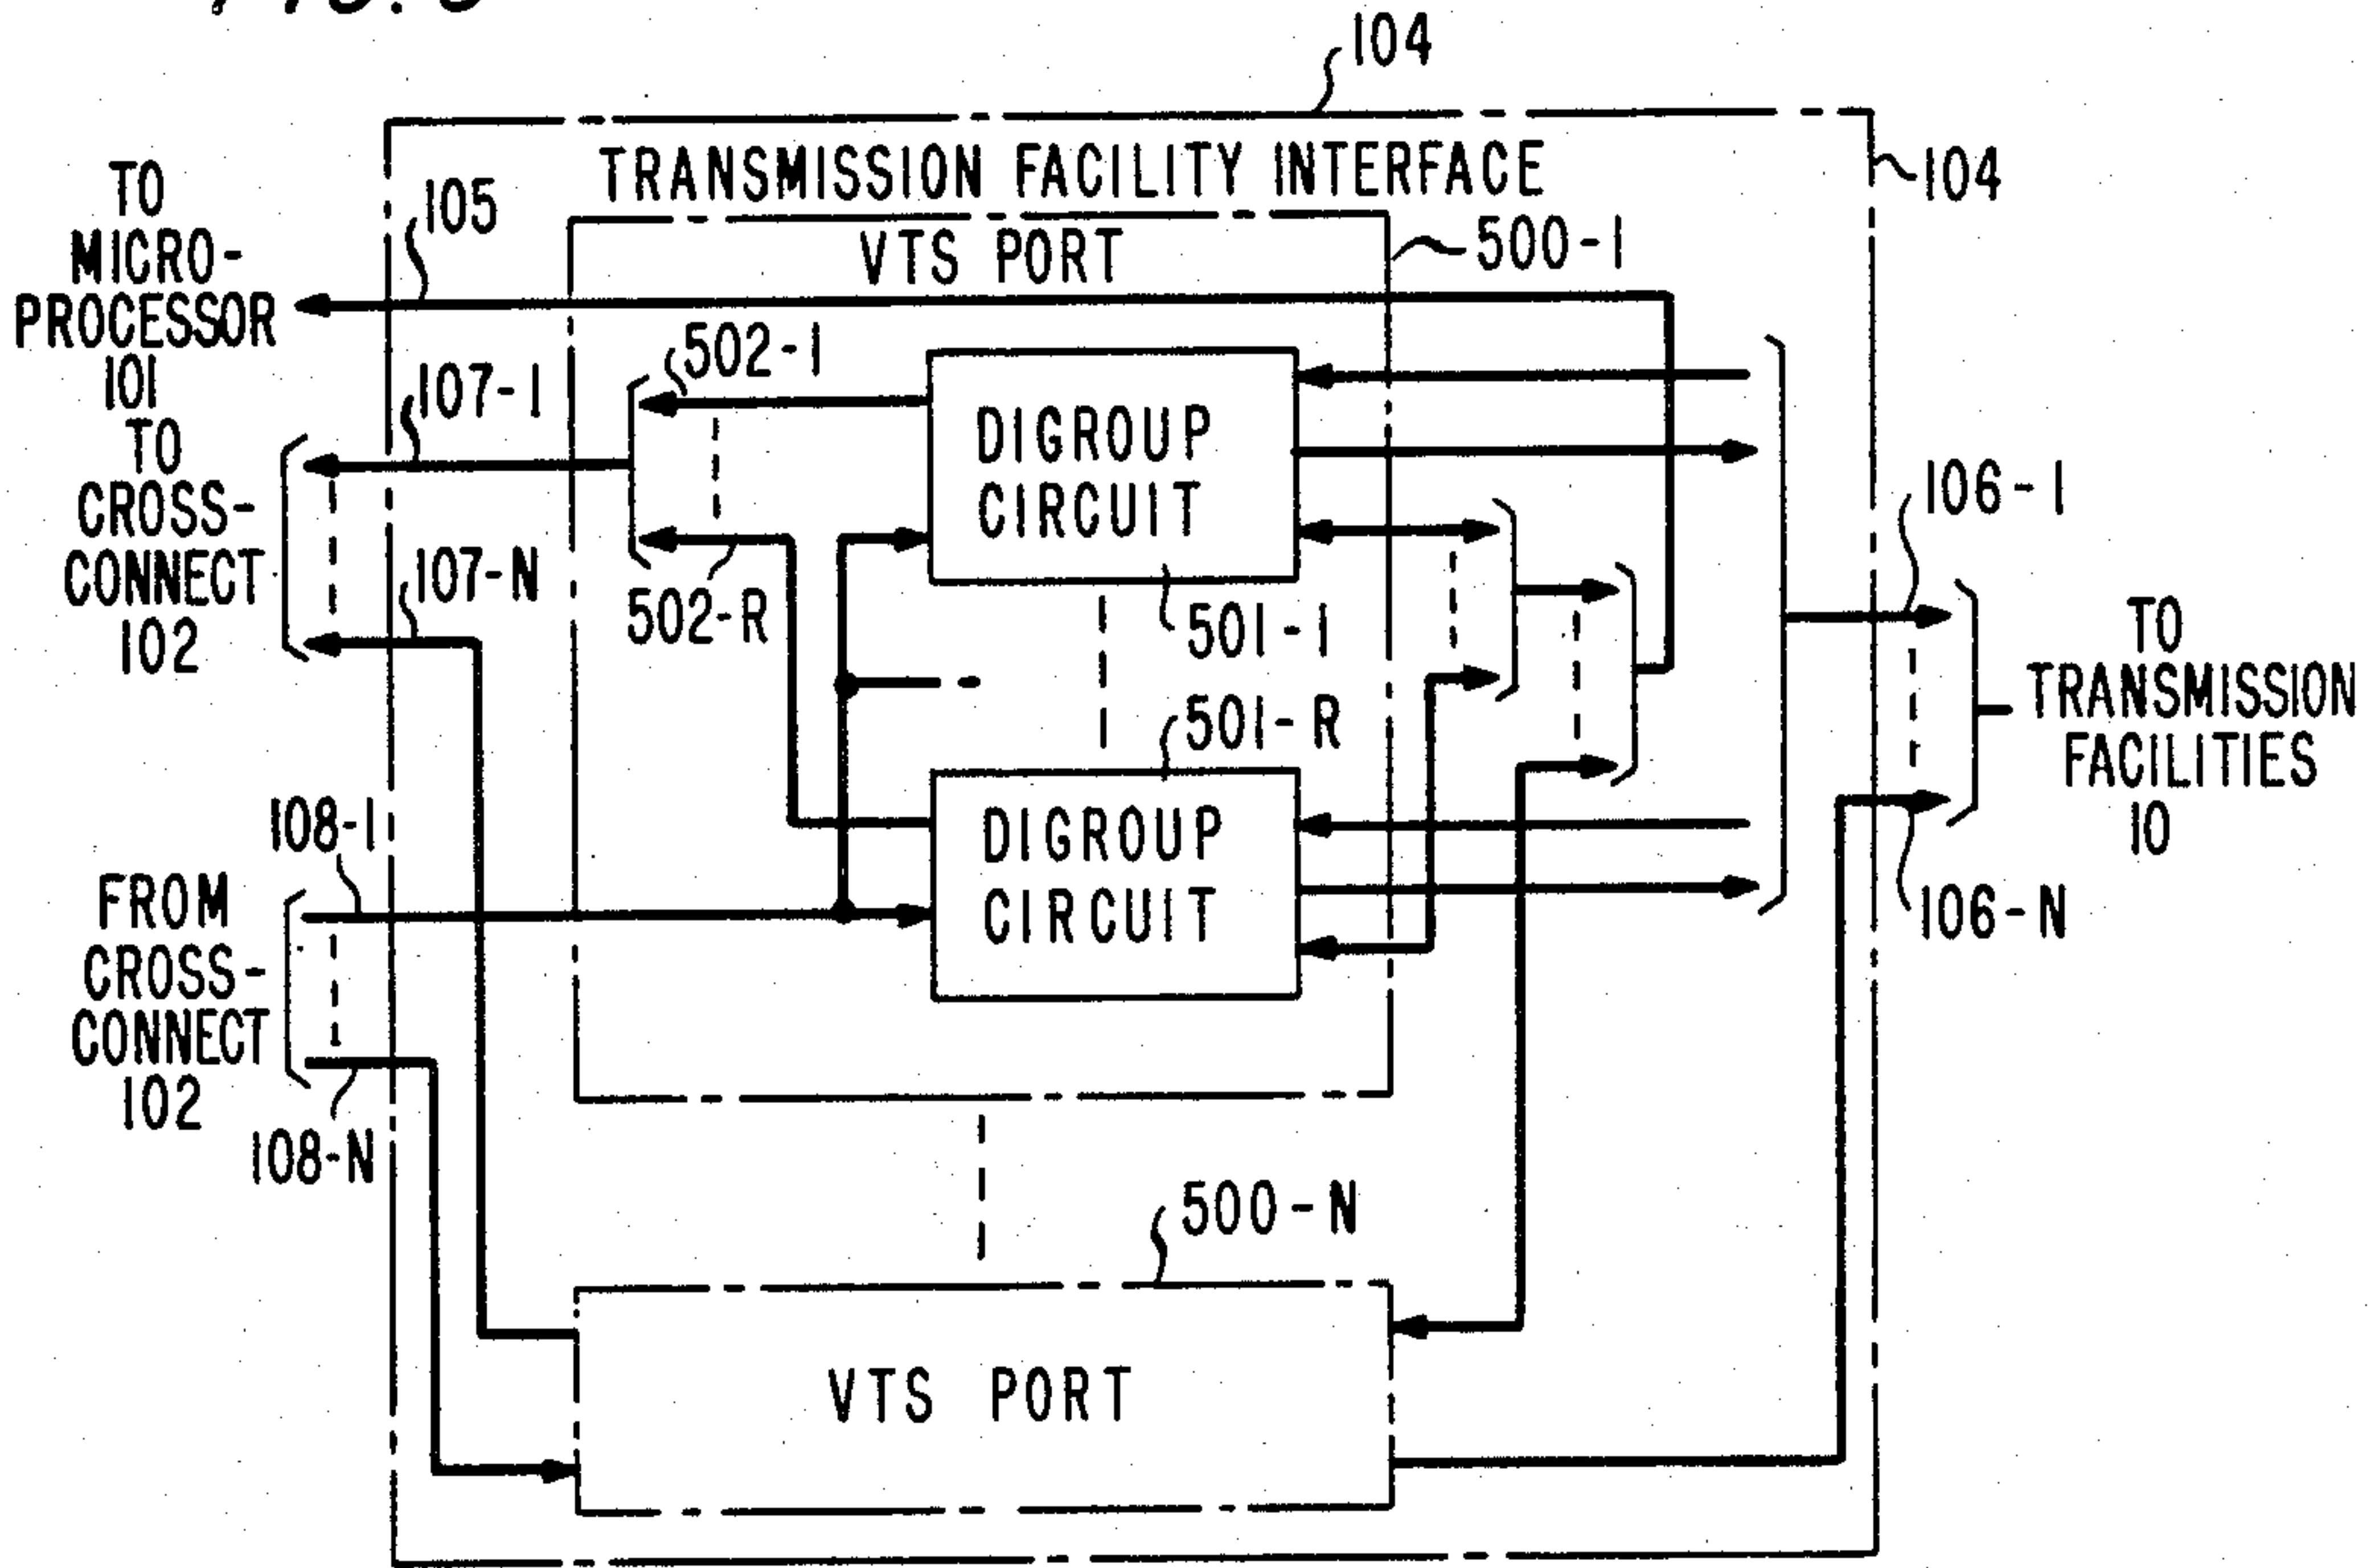 104
TRANSMISSION FACILITY INTERFACE
104
TO
MICRO-
PROCESSOR
101
105
VTS PORT
500-1
502-1
107-1
TO
CROSS-
CONNECT
102
DIGROUP
CIRCUIT
106-1
107-N
502-R
501-1
TO
TRANSMISSION
FACILITIES
10
501-R
108-1
DIGROUP
CIRCUIT
FROM
CROSS-
CONNECT
102
106-N
108-N
500-N
VTS PORT